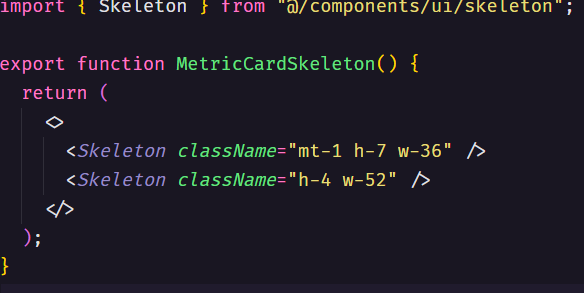 import { Skeleton } from "@/components/ui/skeleton";
export function MetricCardSkeleton() {
return (
<>
<Skeleton className="mt-1 h-7 w-36" />
<Skeleton className="h-4 w-52" />
</>
);
}